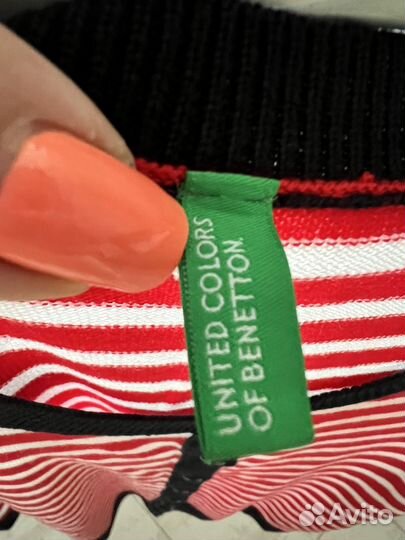 UNITED COLORS
OF BENETTON.
Avito